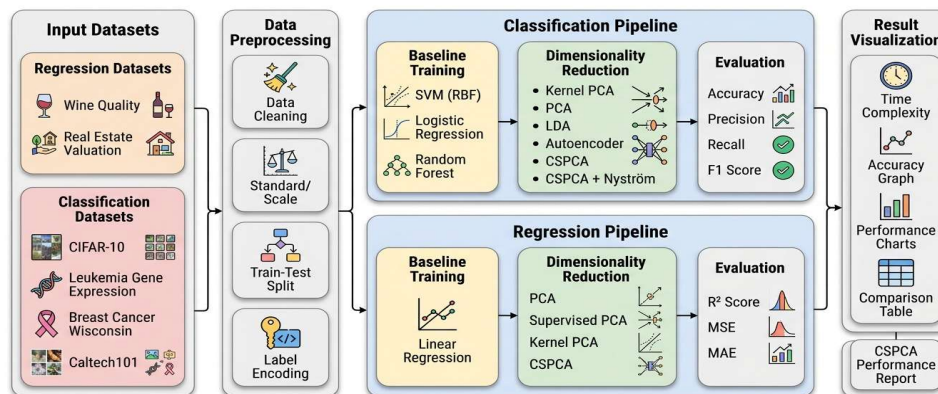 Input Datasets
Regression Datasets
Wine Quality
Real Estate
Valuation
Classification
Datasets
CIFAR-10
Leukemia Gene
Expression
Breast Cancer
Wisconsin
Caltech101
Data
Preprocessing
Data
Cleaning
Standard/
Scale
Train-Test
Split
Label
Encoding
Classification Pipeline
Baseline
Training
SVM (RBF)
Logistic
Regression
Random
Forest
Dimensionality
Reduction
• Kernel PCA
• PCA
• LDA
• Autoencoder
• CSPCA
• CSPCA + Nyström
Evaluation
Accuracy
Precision
Recall
F1 Score
Regression Pipeline
Baseline
Training
Linear
Regression
Dimensionality
Reduction
PCA
Supervised PCA
Kernel PCA
CSPCA
Evaluation
R² Score
MSE
MAE
Result
Visualization
Time
Complexity
Accuracy
Graph
Performance
Charts
Comparison
Table
CSPCA
Performance
Report